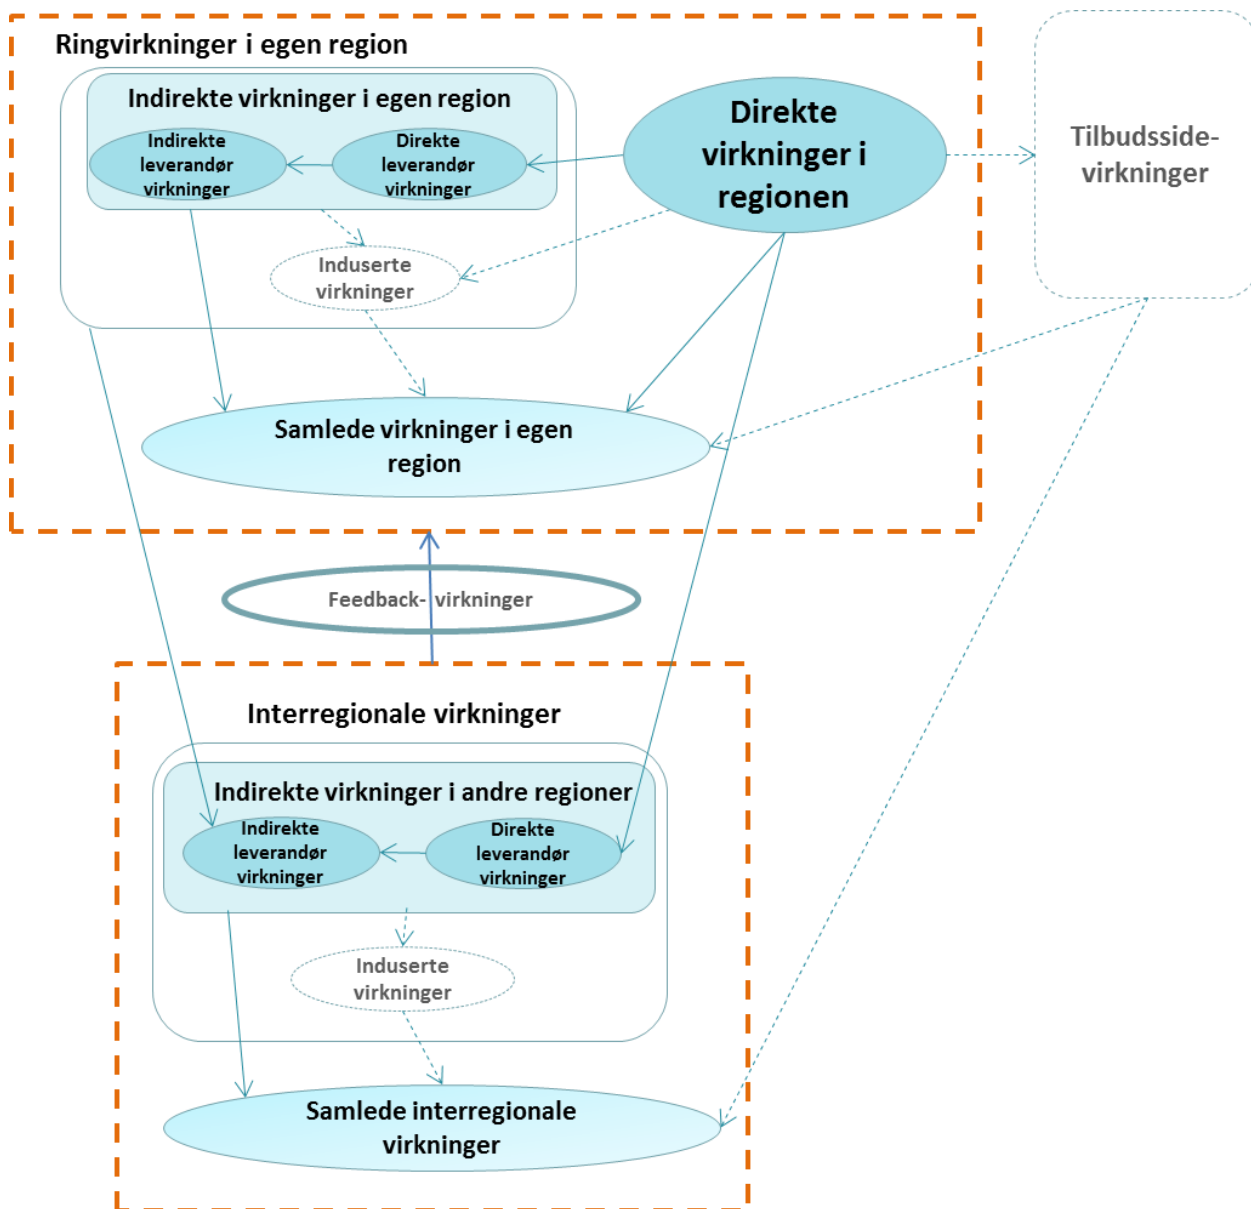 Ringvirkninger i egen region
Indirekte virkninger i egen region
Indirekte
leverandør
virkninger
Direkte
leverandør
virkninger
Direkte
virkninger i
regionen
Tilbudsside-
virkninger
Induserte
virkninger
Samlede virkninger i egen
region
Feedback- virkninger
Interregionale virkninger
Indirekte virkninger i andre regioner
Indirekte
leverandør
virkninger
Direkte
leverandør
virkninger
Induserte
virkninger
Samlede interregionale
virkninger